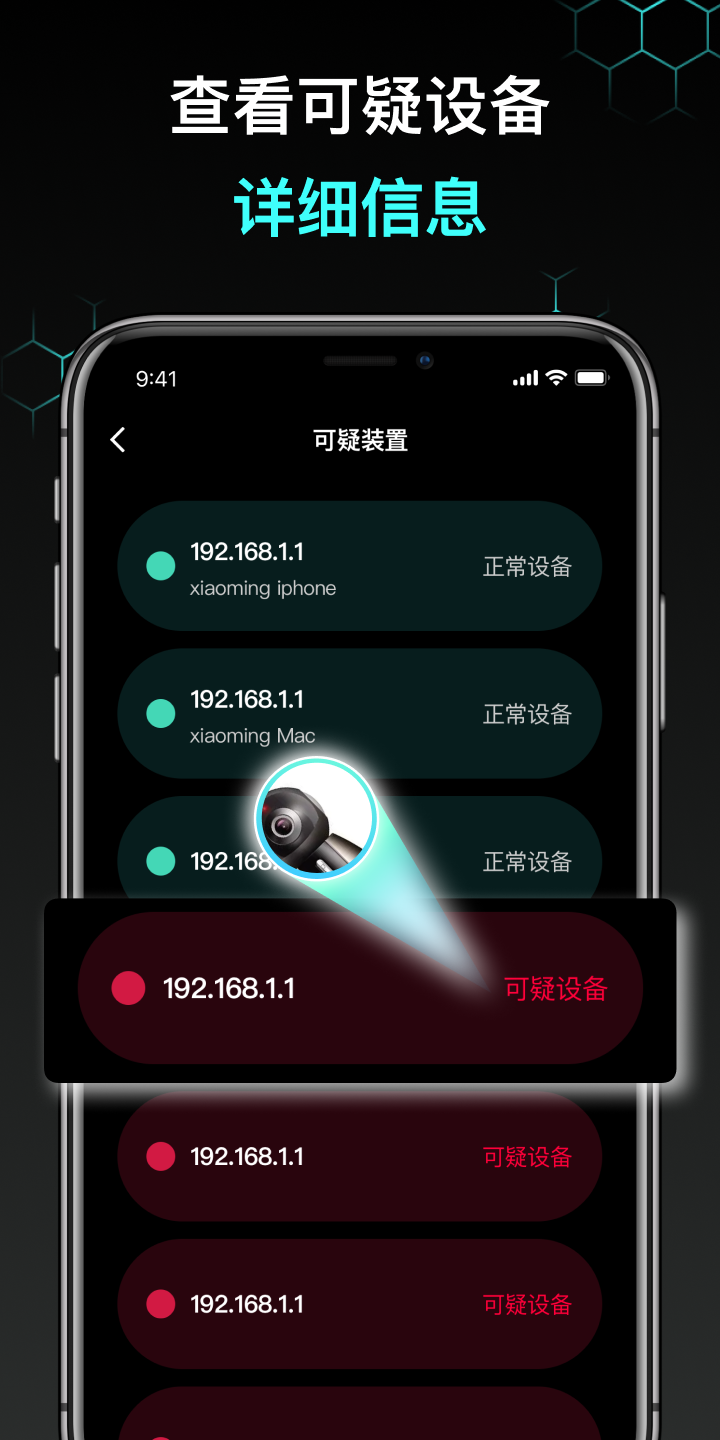 查看可疑设备
详细信息
9:41
可疑装置
192.168.1.1
xiaoming iphone
正常设备
192.168.1.1
xiaoming Mac
正常设备
192.168.
正常设备
192.168.1.1
可疑设备
192.168.1.1
可疑设备
192.168.1.1
可疑设备